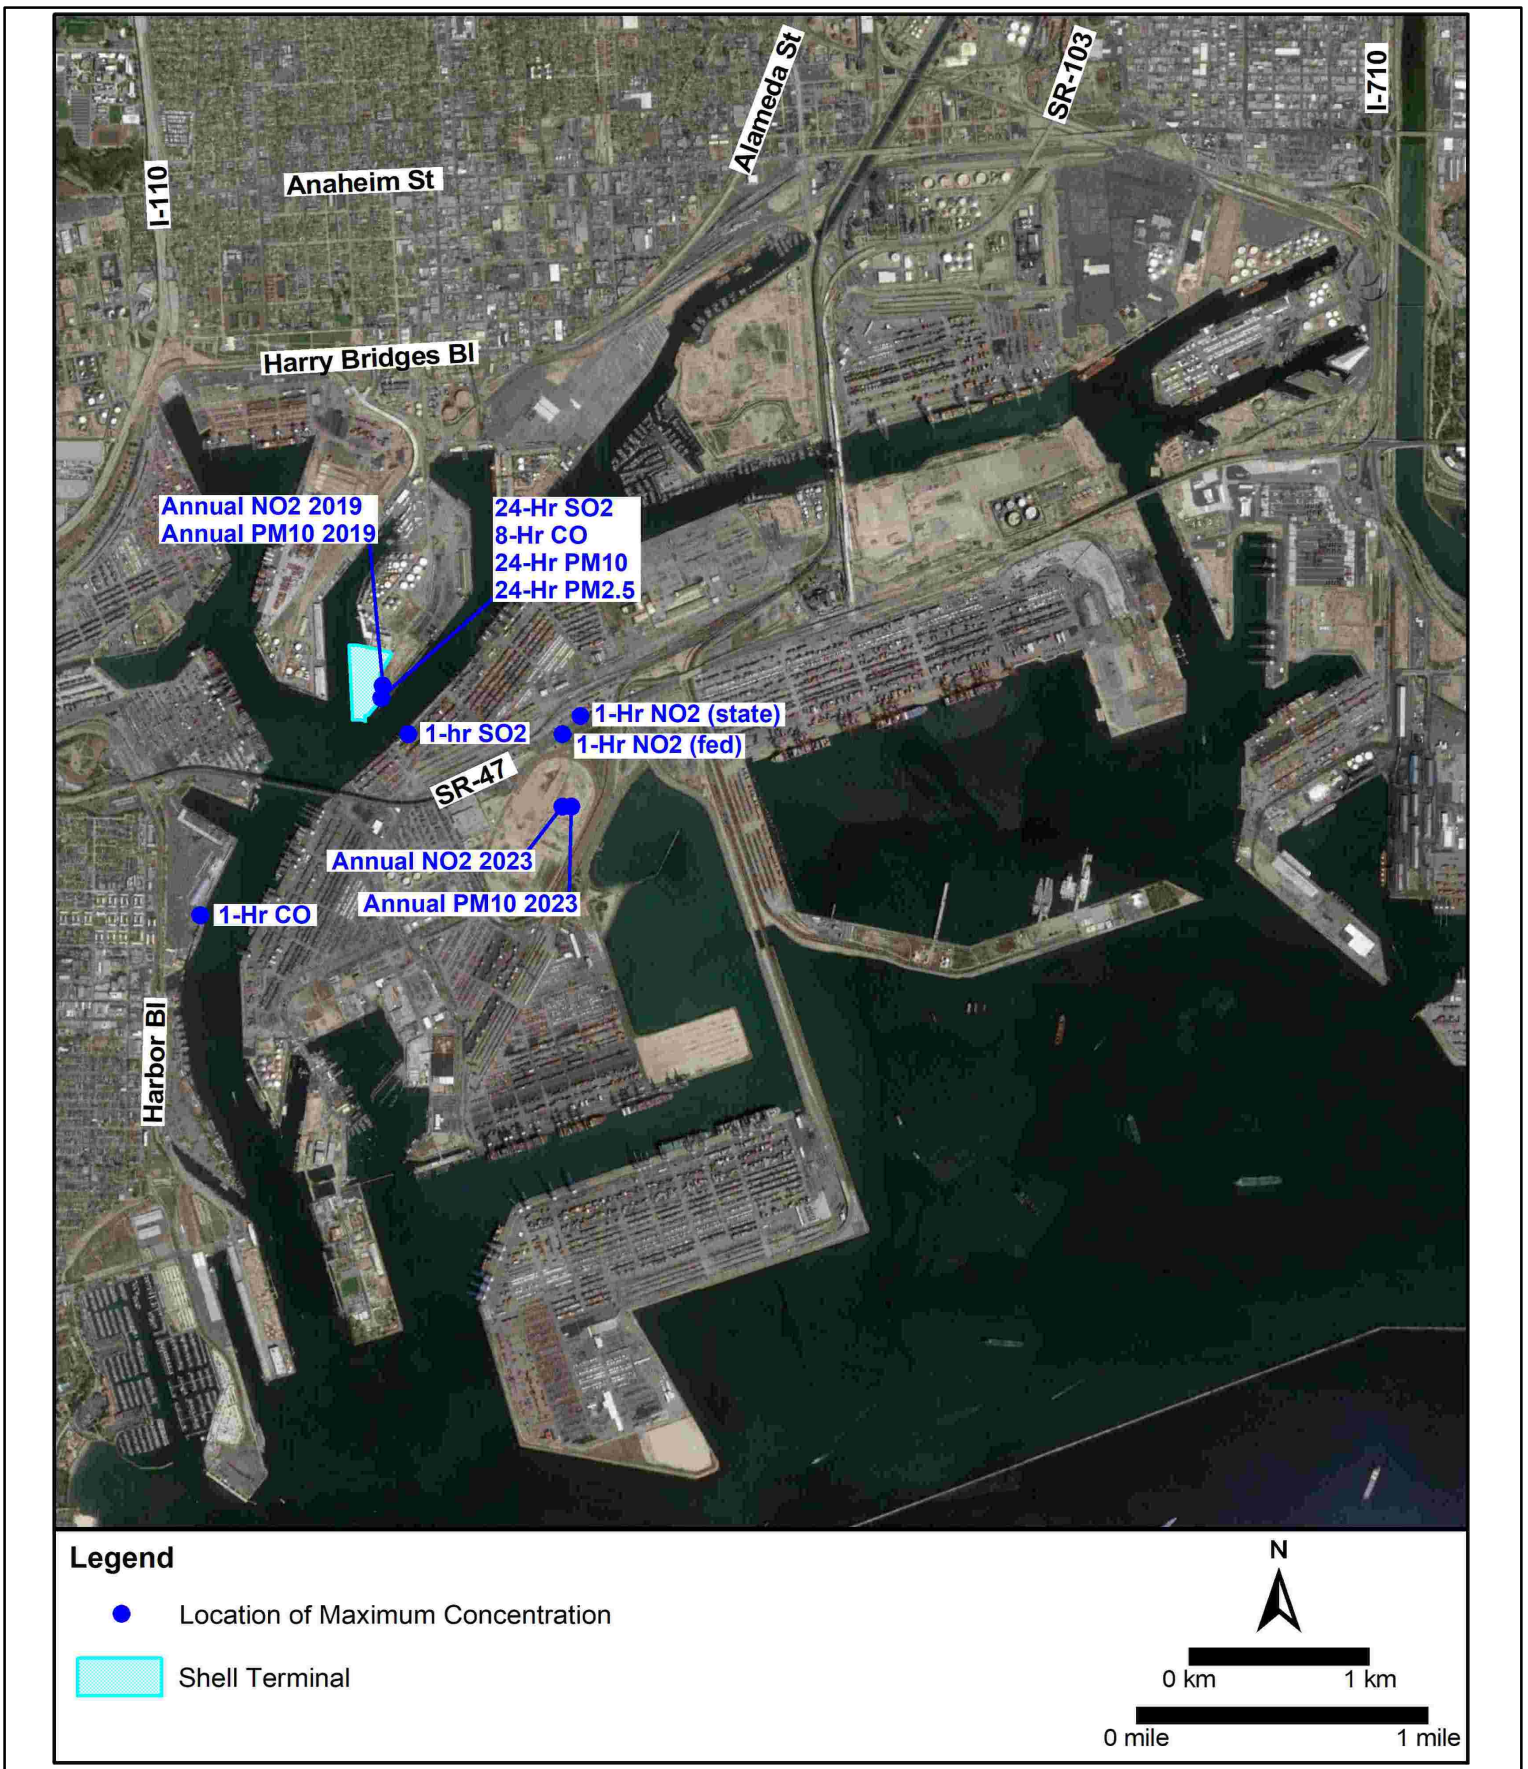 Alameda St
SR-103
I-710
I-110
Anaheim St
Harry Bridges Bl
Annual NO2 2019
Annual PM10 2019
24-Hr SO2
8-Hr CO
24-Hr PM10
24-Hr PM2.5
1-Hr NO2 (state)
1-hr SO2
1-Hr NO2 (fed)
SR-47
Annual NO2 2023
Annual PM10 2023
1-Hr CO
Harbor Bl
Legend
Location of Maximum Concentration
Shell Terminal
N
0 km 1 km
0 mile 1 mile